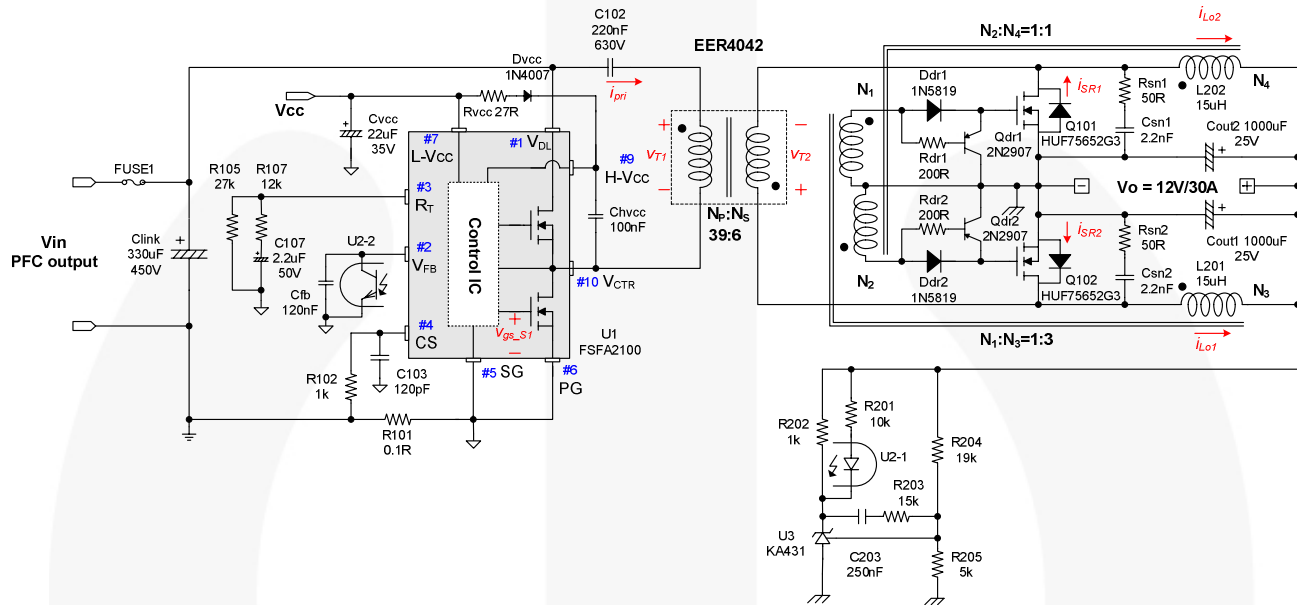 C102
220nF
630V
EER4042
N2:N4=1:1
iLo2
Dvcc
1N4007
ipri
Vcc
Rvcc 27R
Cvcc
22uF
35V
#7
L-VCC
#1 VDL
#9
H-VCC
FUSE1
R105
27k
R107
12k
#3
RT
Control IC
Chvcc
100nF
+
vT1
−
−
vT2
+
NP:NS
39:6
N1
Ddr1
1N5819
Rdr1
200R
Qdr1
2N2907
iSR1
Q101
HUF75652G3
Rsn1
50R
Csn1
2.2nF
L202
15uH
N4
Cout2 1000uF
25V
+
−
Vo = 12V/30A
+
Rdr2
200R
Qdr2
2N2907
iSR2
Rsn2
50R
+
Cout1 1000uF
25V
N2
Ddr2
1N5819
Q102
HUF75652G3
Csn2
2.2nF
L201
15uH
N3
N1:N3=1:3
iLo1
Vin
PFC output
+
Clink
330uF
450V
C107
2.2uF
50V
U2-2
#2
VFB
Cfb
120nF
#10 VCTR
+
vgs_S1
−
U1
FSFA2100
#4
CS
R102
1k
C103
120pF
#5 SG
#6
PG
R101
0.1R
R202
1k
R201
10k
U2-1
R204
19k
R203
15k
U3
KA431
C203
250nF
R205
5k